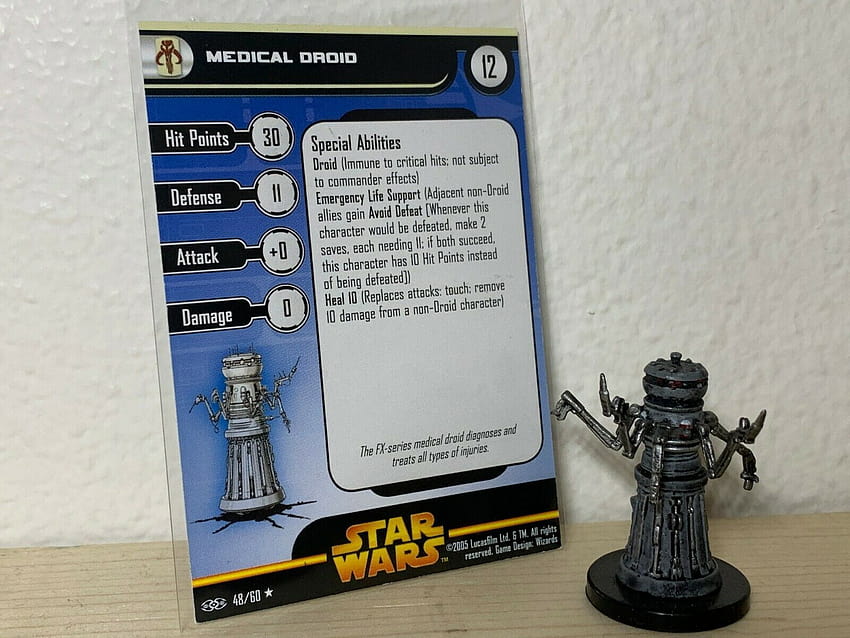 MEDICAL DROID
12
Hit Points 30
Defense 11
Attack +0
Damage 0
Special Abilities
Droid (Immune to critical hits; not subject
to commander effects)
Emergency Life Support (Adjacent non-Droid
allies gain Avoid Defeat [Whenever this
character would be defeated, make 2
saves, each needing 11; if both succeed,
this character has 10 Hit Points instead
of being defeated])
Heal 10 (Replaces attacks: touch; remove
10 damage from a non-Droid character)
The FX-series medical droid diagnoses and
treats all types of injuries.
STAR
WARS™
©2005 Lucasfilm Ltd. & TM. All rights
reserved. Game Design: Wizards
48/60 ★